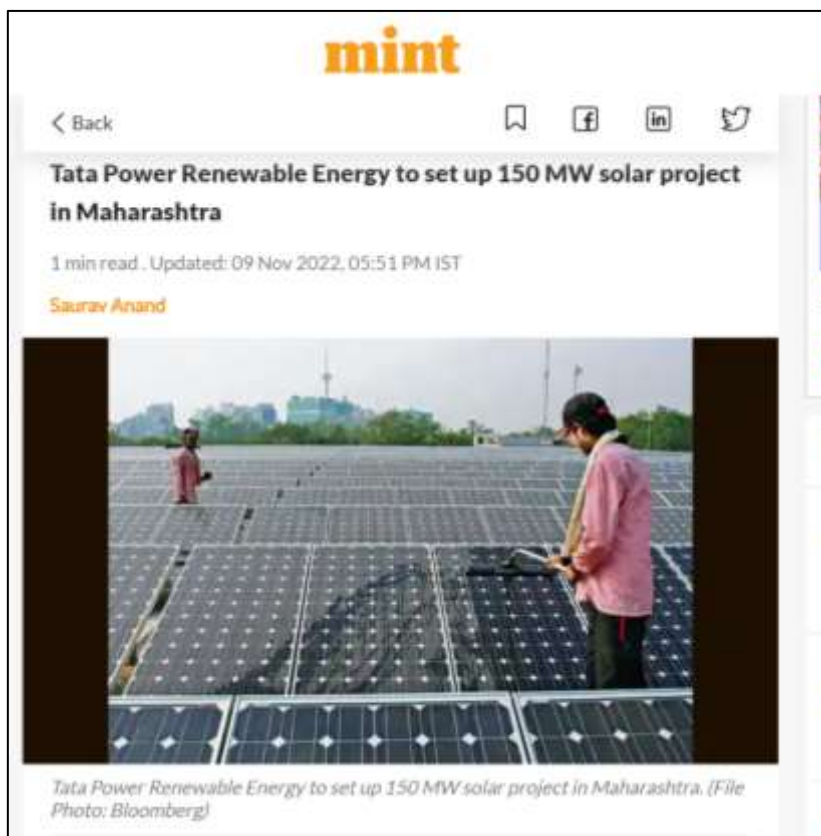 mint
Back
Tata Power Renewable Energy to set up 150 MW solar project
in Maharashtra
1 min read . Updated: 09 Nov 2022, 05:51 PM IST
Saurav Anand
Tata Power Renewable Energy to set up 150 MW solar project in Maharashtra. (File
Photo: Bloomberg)